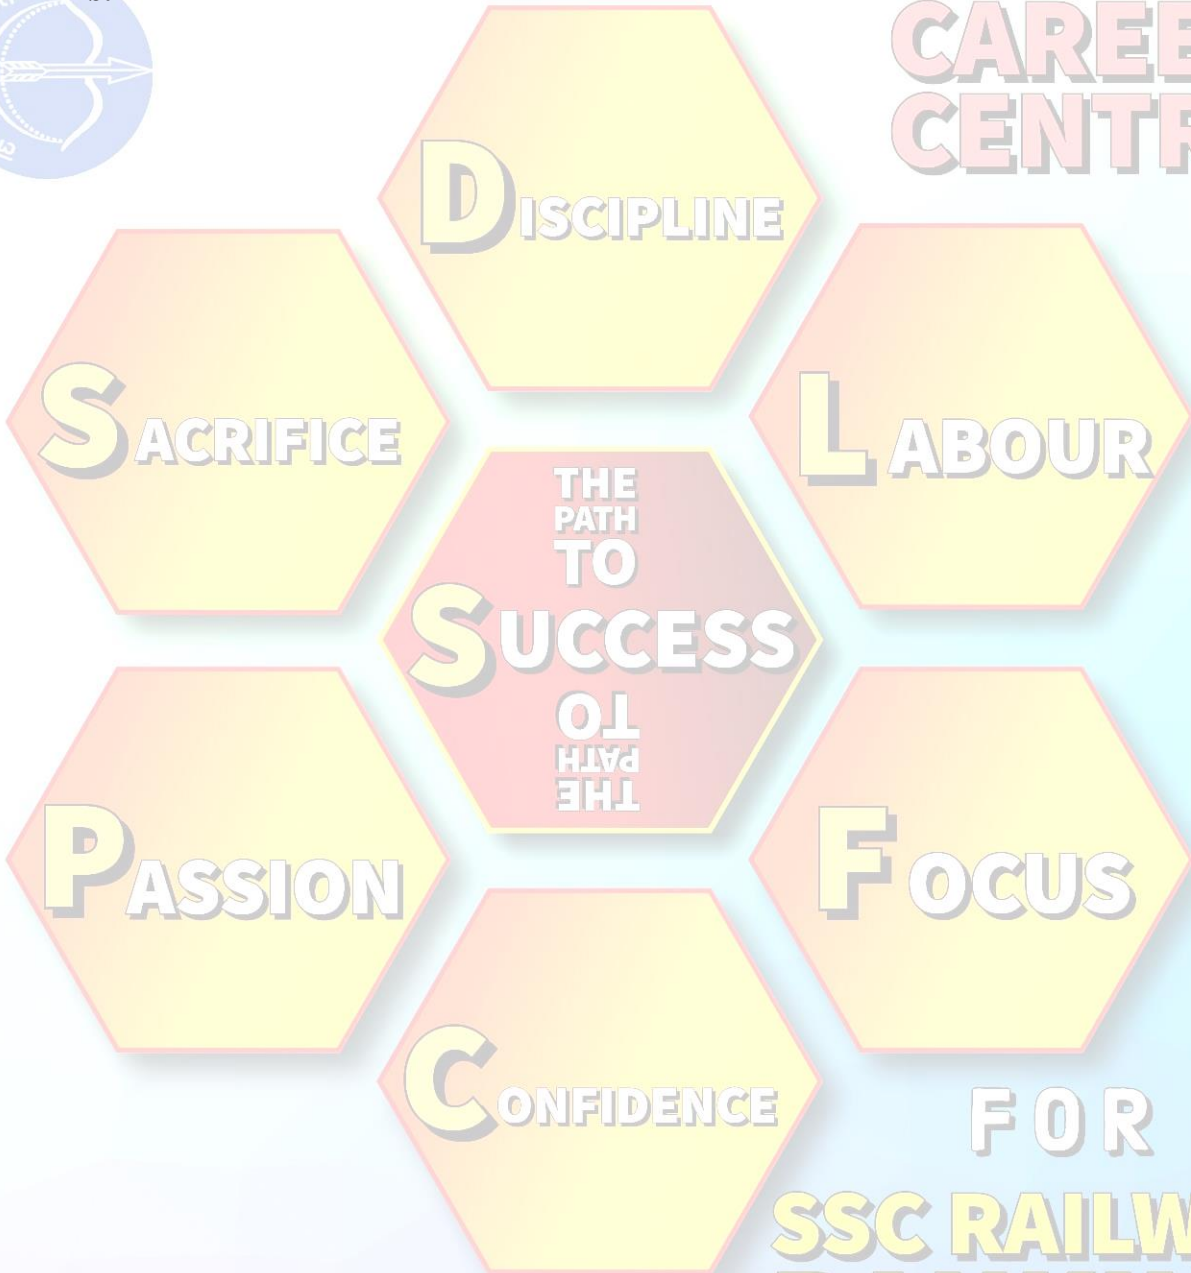 CAREE
CENTR
DISCIPLINE
SACRIFICE
LABOUR
THE
PATH
TO
SUCCESS
TO
PATH
THE
PASSION
FOCUS
CONFIDENCE
FOR
SSC RAILW